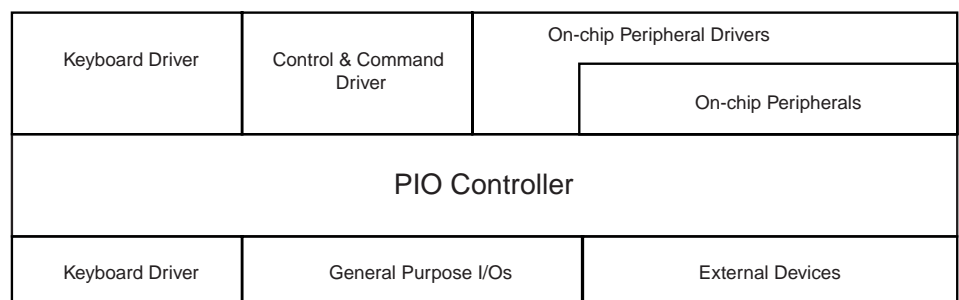 Keyboard Driver
Control & Command
Driver
On-chip Peripheral Drivers
On-chip Peripherals
PIO Controller
Keyboard Driver
General Purpose I/Os
External Devices